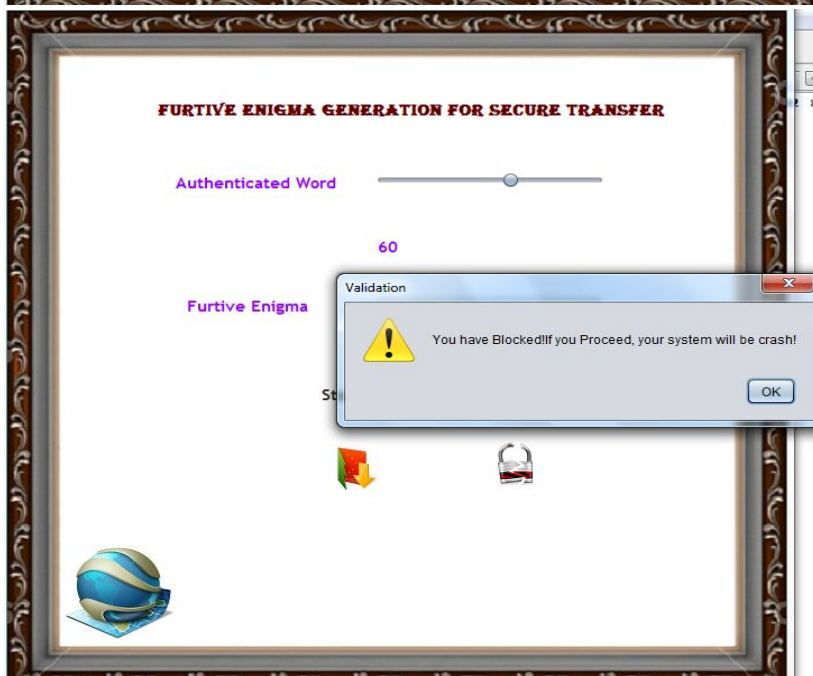 FURTIVE ENIGMA GENERATION FOR SECURE TRANSFER
Authenticated Word
60
Validation
Furtive Enigma
You have Blocked!If you Proceed, your system will be crash!
OK